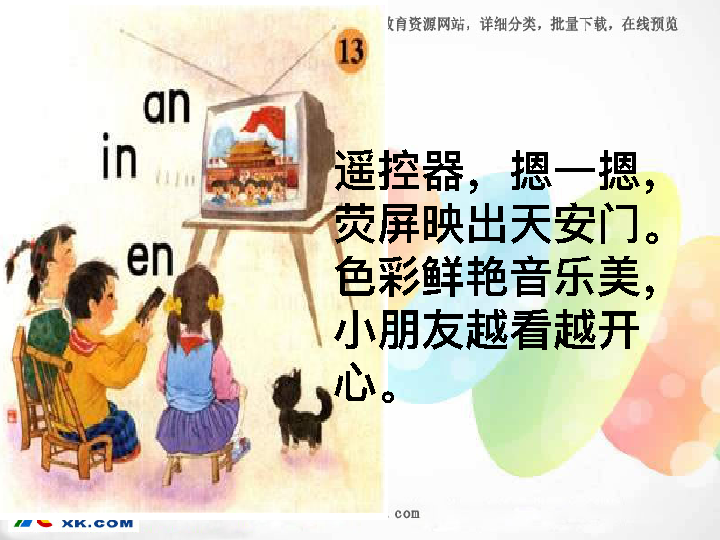 教育资源网站，详细分类，批量下载，在线预览
13
an
in
en
遥控器，摁一摁，
荧屏映出天安门。
色彩鲜艳音乐美，
小朋友越看越开
心。
.com
XK.COM